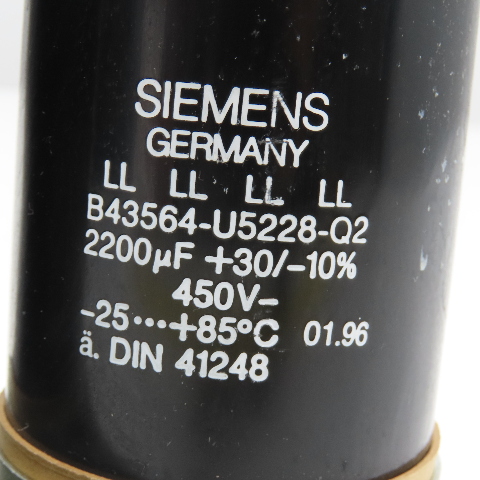 SIEMENS
GERMANY
LL LL LL LL
B43564-U5228-Q2
2200µF +30/-10%
450V-
-25···+85°C 01.96
ä. DIN 41248